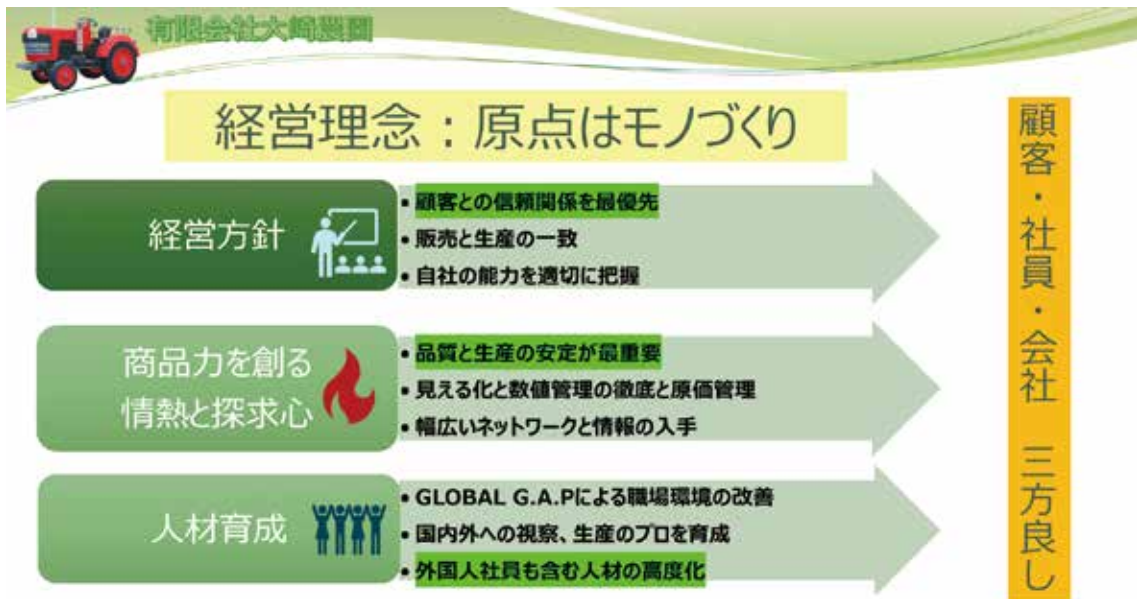 有限会社大崎農園
経営理念：原点はモノづくり
経営方針
• 顧客との信頼関係を最優先
• 販売と生産の一致
• 自社の能力を適切に把握
商品力を創る
情熱と探求心
• 品質と生産の安定が最重要
• 見える化と数値管理の徹底と原価管理
• 幅広いネットワークと情報の入手
人材育成
• GLOBAL G.A.Pによる職場環境の改善
• 国内外への視察、生産のプロを育成
• 外国人社員も含む人材の高度化
顧客・社員・会社　三方良し